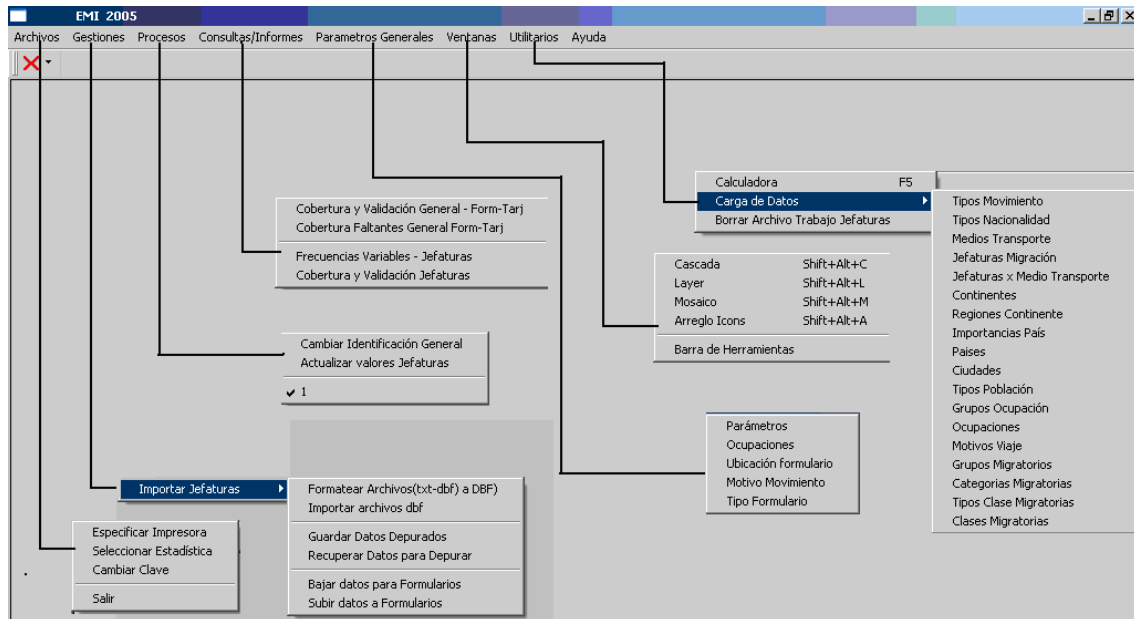 EMI 2005
Archivos Gestiones Procesos Consultas/Informes Parametros Generales Ventanas Utilitarios Ayuda
Calculadora F5
Carga de Datos
Borrar Archivo Trabajo Jefaturas
Tipos Movimiento
Tipos Nacionalidad
Medios Transporte
Jefaturas Migración
Jefaturas x Medio Transporte
Continentes
Regiones Continente
Importancias País
Paises
Ciudades
Tipos Población
Grupos Ocupación
Ocupaciones
Motivos Viaje
Grupos Migratorios
Categorias Migratorias
Tipos Clase Migratorias
Clases Migratorias
Cobertura y Validación General - Form-Tarj
Cobertura Faltantes General Form-Tarj
Frecuencias Variables - Jefaturas
Cobertura y Validación Jefaturas
Cascada Shift+Alt+C
Layer Shift+Alt+L
Mosaico Shift+Alt+M
Arreglo Icons Shift+Alt+A
Barra de Herramientas
Cambiar Identificación General
Actualizar valores Jefaturas
1
Parámetros
Ocupaciones
Ubicación formulario
Motivo Movimiento
Tipo Formulario
Importar Jefaturas
Formatear Archivos(txt-dbf) a DBF)
Importar archivos dbf
Guardar Datos Depurados
Recuperar Datos para Depurar
Bajar datos para Formularios
Subir datos a Formularios
Especificar Impresora
Seleccionar Estadística
Cambiar Clave
Salir